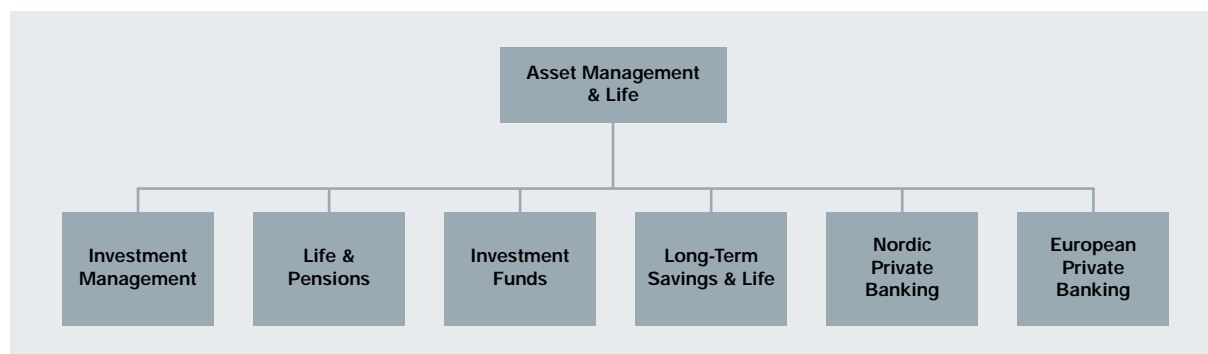 Asset Management
& Life
Investment
Management
Life &
Pensions
Investment
Funds
Long-Term
Savings & Life
Nordic
Private
Banking
European
Private
Banking